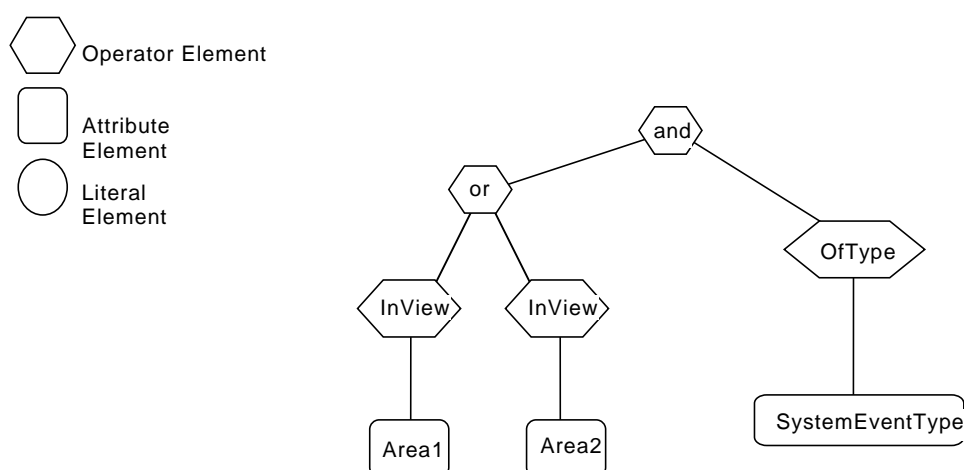 Operator Element
Attribute
Element
Literal
Element
and
or
OfType
InView
InView
SystemEventType
Area1
Area2